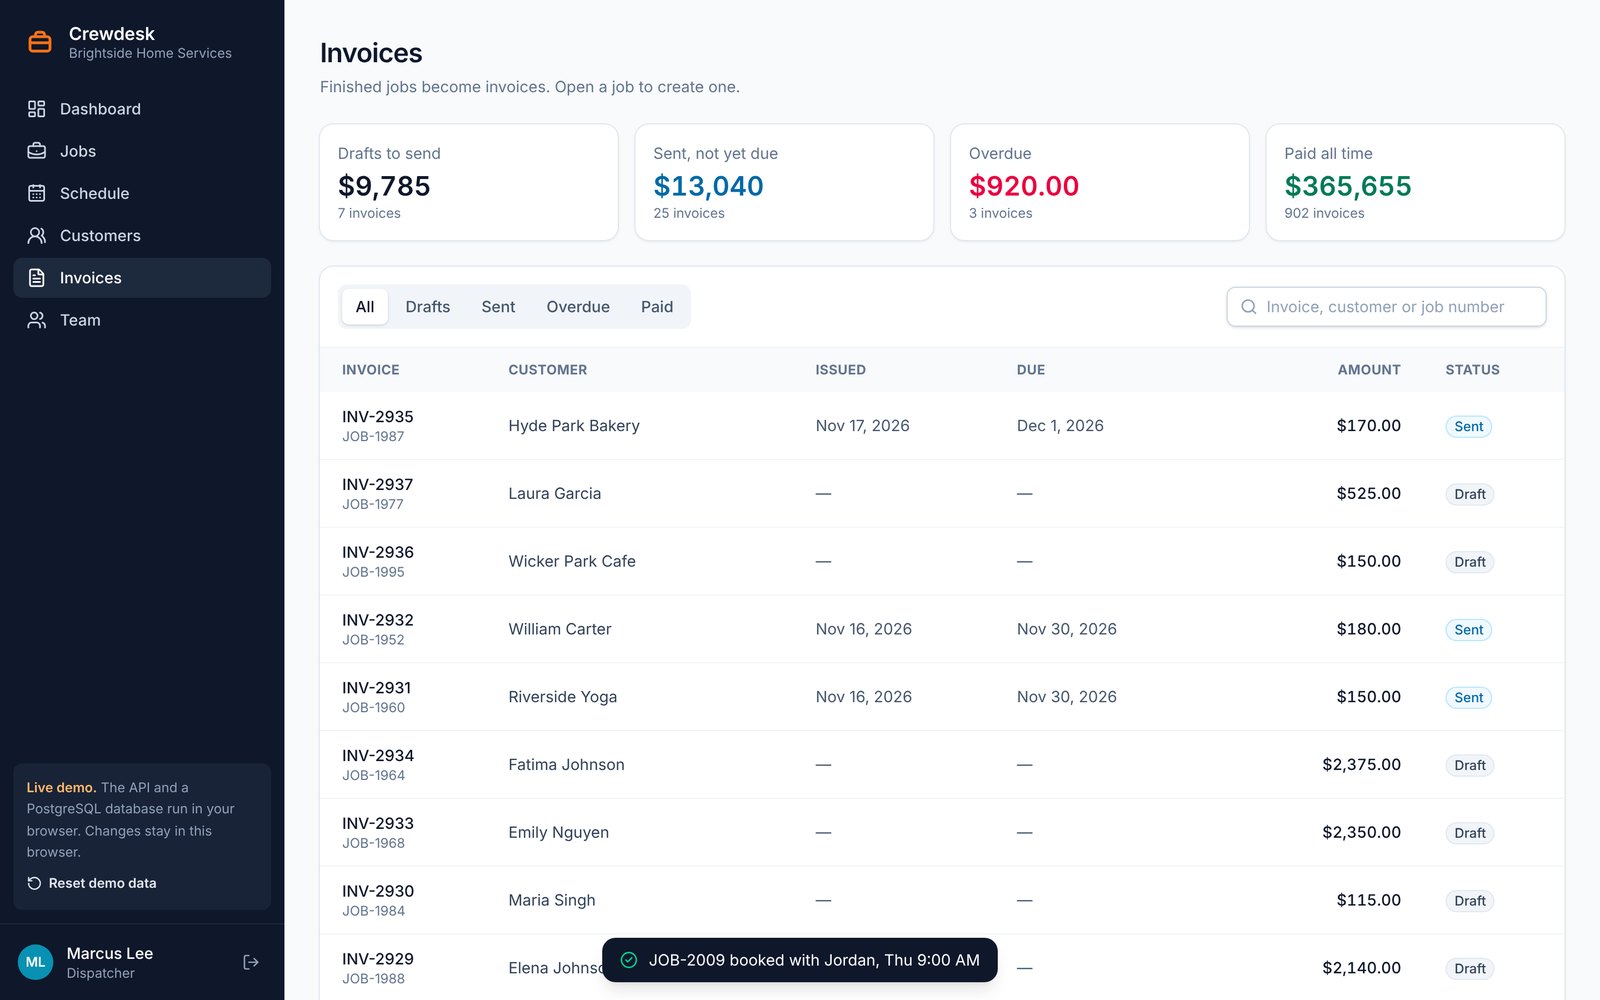 Crewdesk
Brightside Home Services
Dashboard
Jobs
Schedule
Customers
Invoices
Team
Live demo. The API and a
PostgreSQL database run in your
browser. Changes stay in this
browser.
Reset demo data
ML
Marcus Lee
Dispatcher
Invoices
Finished jobs become invoices. Open a job to create one.
Drafts to send
$9,785
7 invoices
Sent, not yet due
$13,040
25 invoices
Overdue
$920.00
3 invoices
Paid all time
$365,655
902 invoices
All Drafts Sent Overdue Paid
Invoice, customer or job number
INVOICE CUSTOMER ISSUED DUE AMOUNT STATUS
INV-2935
JOB-1987
Hyde Park Bakery Nov 17, 2026 Dec 1, 2026 $170.00 Sent
INV-2937
JOB-1977
Laura Garcia — — $525.00 Draft
INV-2936
JOB-1995
Wicker Park Cafe — — $150.00 Draft
INV-2932
JOB-1952
William Carter Nov 16, 2026 Nov 30, 2026 $180.00 Sent
INV-2931
JOB-1960
Riverside Yoga Nov 16, 2026 Nov 30, 2026 $150.00 Sent
INV-2934
JOB-1964
Fatima Johnson — — $2,375.00 Draft
INV-2933
JOB-1968
Emily Nguyen — — $2,350.00 Draft
INV-2930
JOB-1984
Maria Singh — — $115.00 Draft
INV-2929
JOB-1988
Elena — $2,140.00 Draft
JOB-2009 booked with Jordan, Thu 9:00 AM